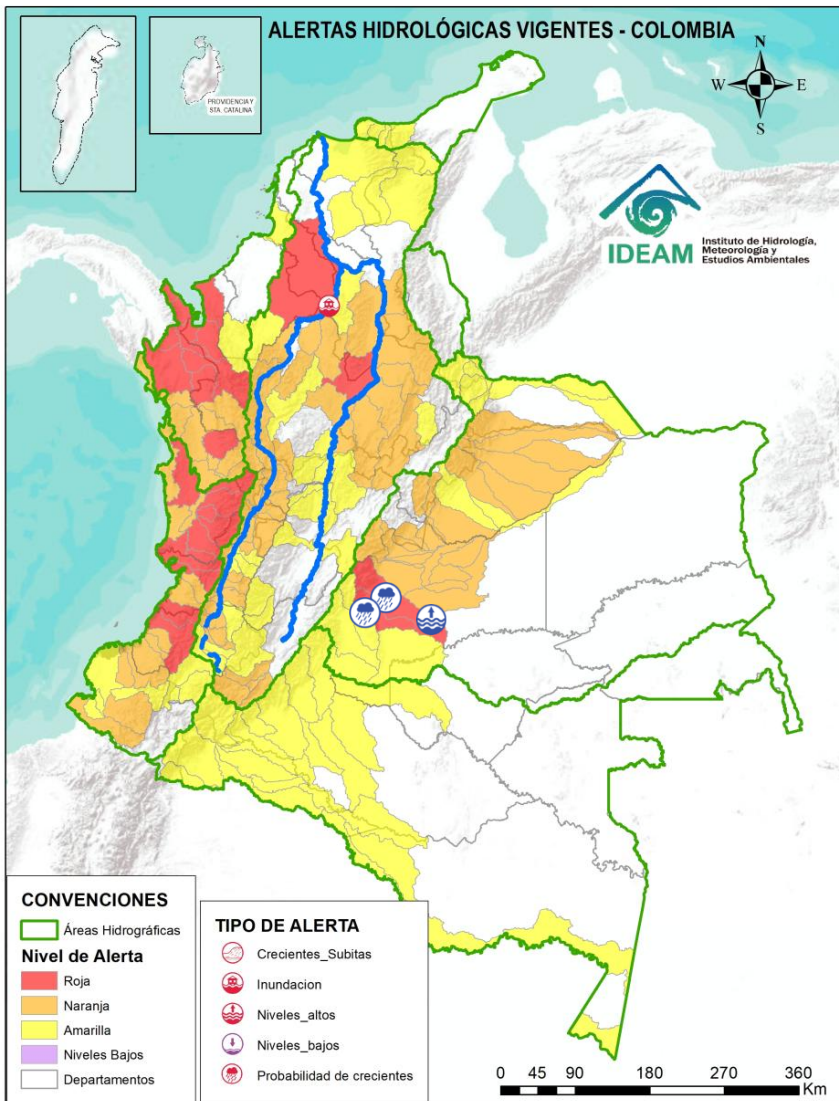 ALERTAS HIDROLÓGICAS VIGENTES - COLOMBIA
PROVIDENCIA Y
STA. CATALINA
N
W
E
S
IDEAM
Instituto de Hidrología,
Meteorología y
Estudios Ambientales
CONVENCIONES
Áreas Hidrográficas
Nivel de Alerta
Roja
Naranja
Amarilla
Niveles Bajos
Departamentos
TIPO DE ALERTA
Crecientes_Subitas
Inundacion
Niveles_altos
Niveles_bajos
Probabilidad de crecientes
0 45 90 180 270 360
Km